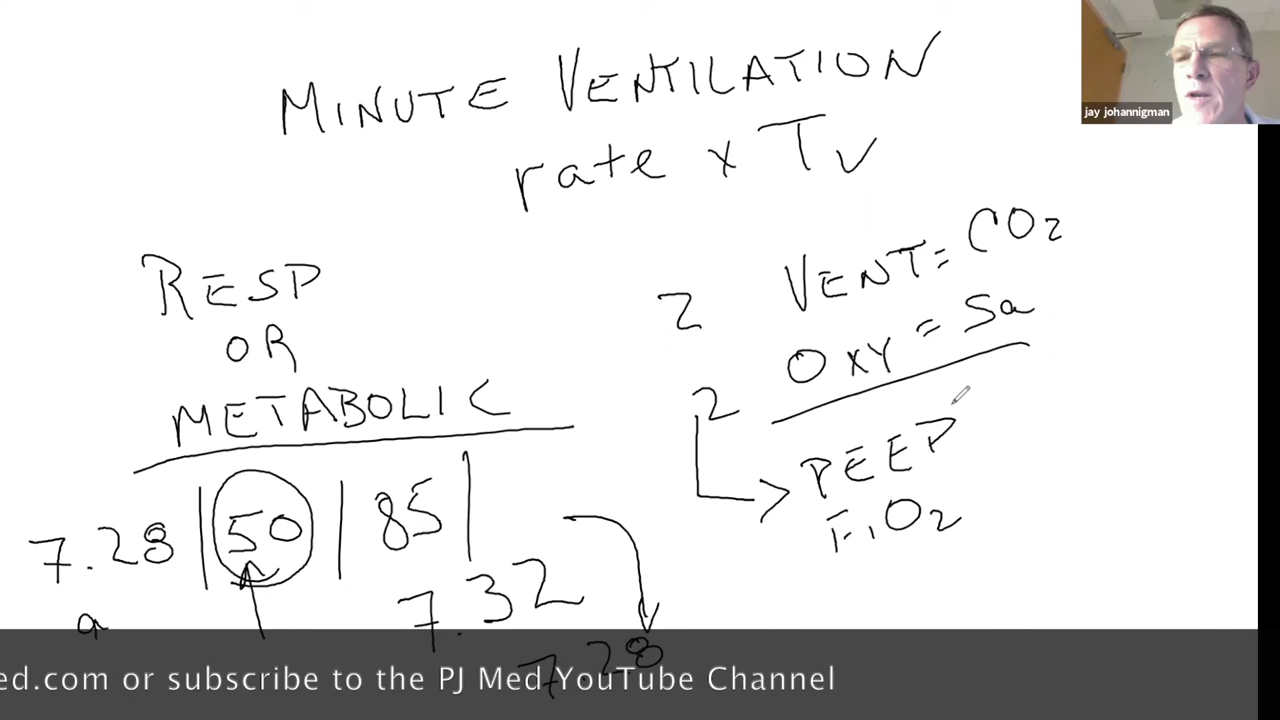 MINUTE VENTILATION
rate x TV
jay johannigman
RESP
OR
METABOLIC
7.28 | 50 | 85 |
a
7.32
7.28
2 VENT = CO2
OXY = Sa
2
PEEP
FiO2
ed.com or subscribe to the PJ Med YouTube Channel